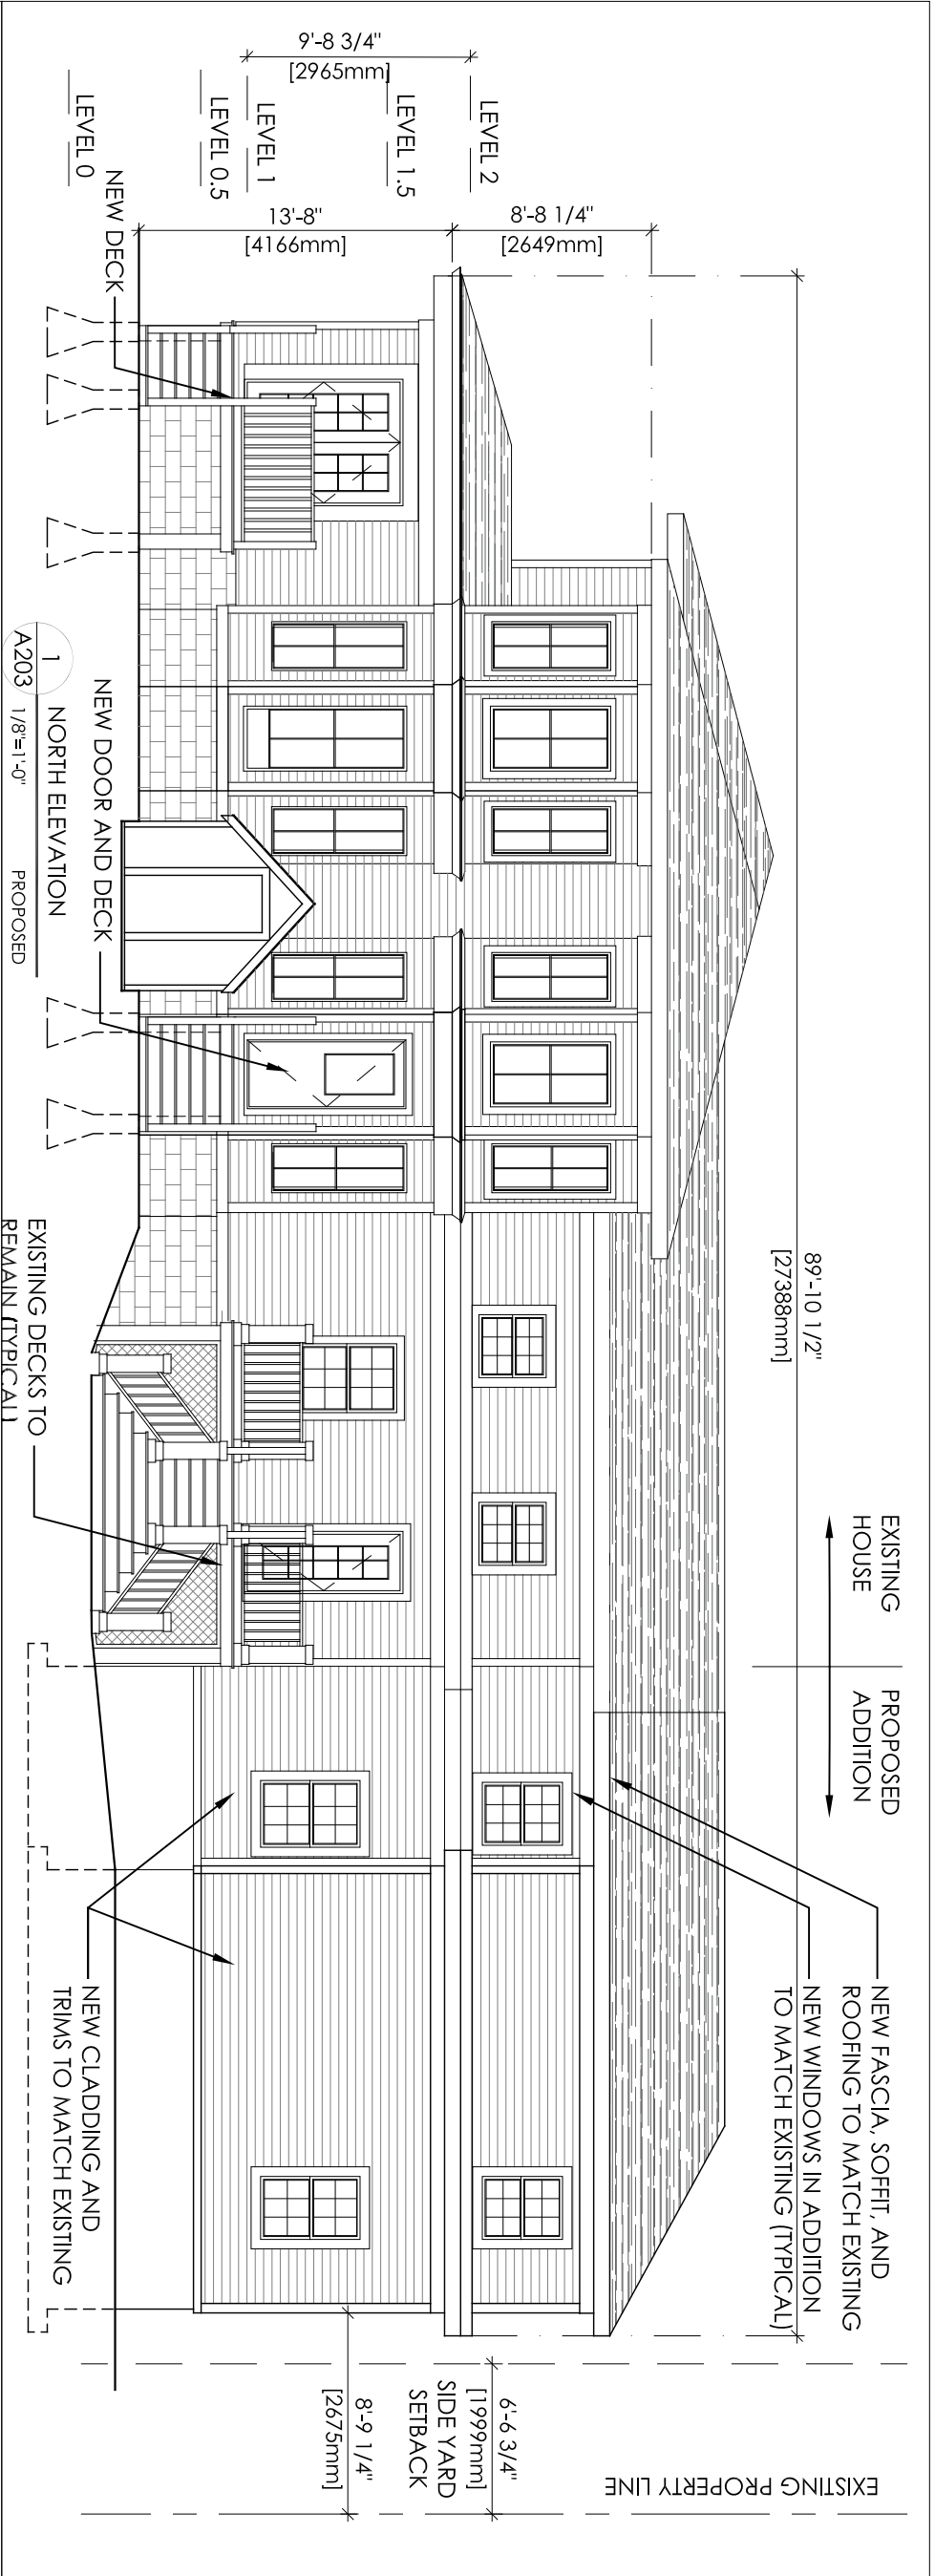 89'-10 1/2"
[27388mm]
EXISTING
HOUSE
PROPOSED
ADDITION
NEW FASCIA, SOFFIT, AND
ROOFING TO MATCH EXISTING
NEW WINDOWS IN ADDITION
TO MATCH EXISTING (TYPICAL)
EXISTING PROPERTY LINE
6'-6 3/4"
[1999mm]
SIDE YARD
SETBACK
8'-9 1/4"
[2675mm]
8'-8 1/4"
[2649mm]
13'-8"
[4166mm]
9'-8 3/4"
[2965mm]
LEVEL 2
LEVEL 1.5
LEVEL 1
LEVEL 0.5
LEVEL 0
NEW DECK
NEW DOOR AND DECK
EXISTING DECKS TO
REMAIN (TYPICAL)
NEW CLADDING AND
TRIMS TO MATCH EXISTING
1
A203
NORTH ELEVATION
1/8"=1'-0"
PROPOSED